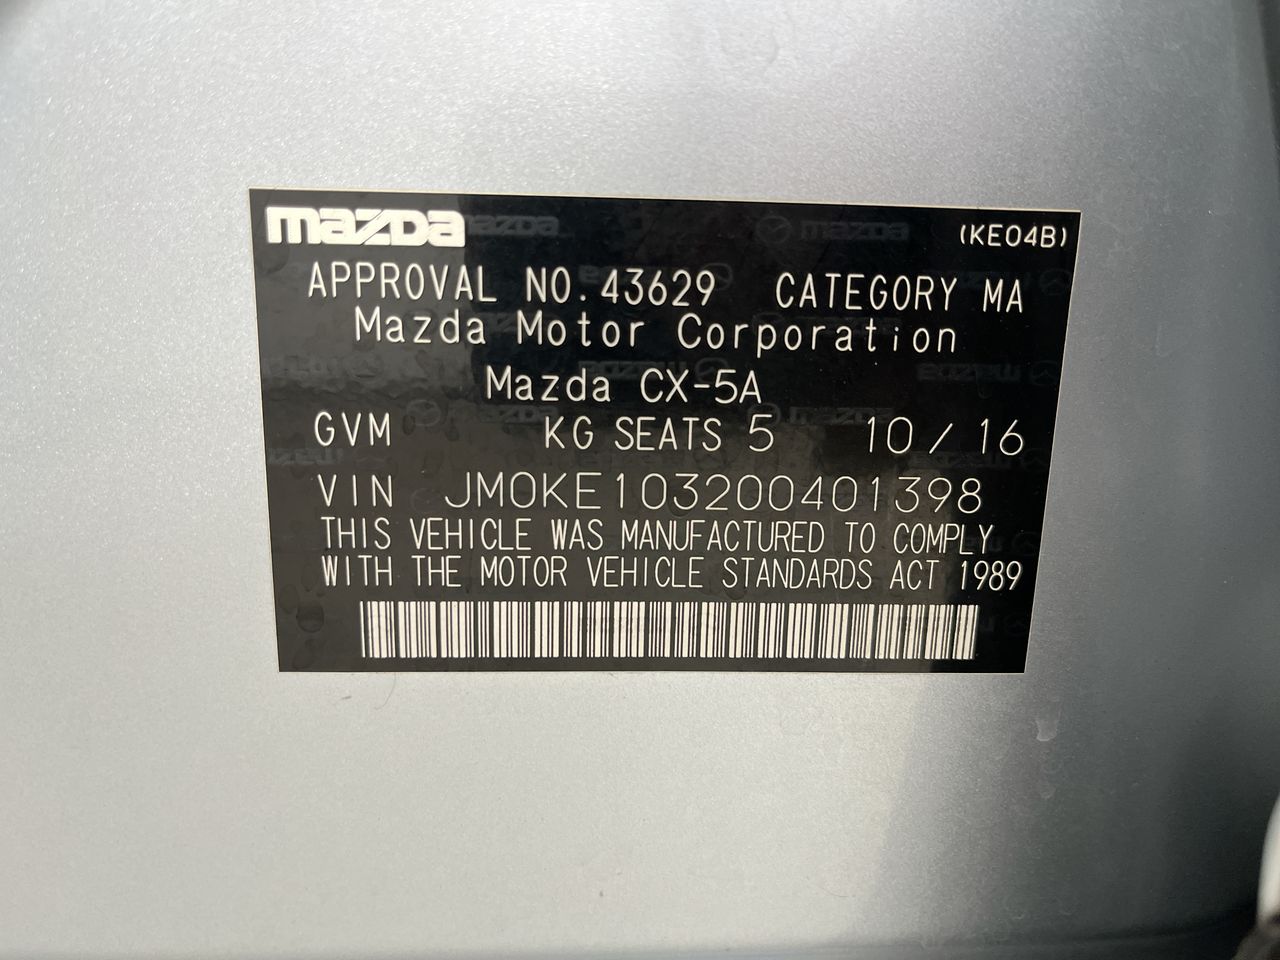 mazda (KE04B)
APPROVAL NO. 43629 CATEGORY MA
Mazda Motor Corporation
Mazda CX-5A
GVM KG SEATS 5 10/16
VIN JM0KE103200401398
THIS VEHICLE WAS MANUFACTURED TO COMPLY
WITH THE MOTOR VEHICLE STANDARDS ACT 1989